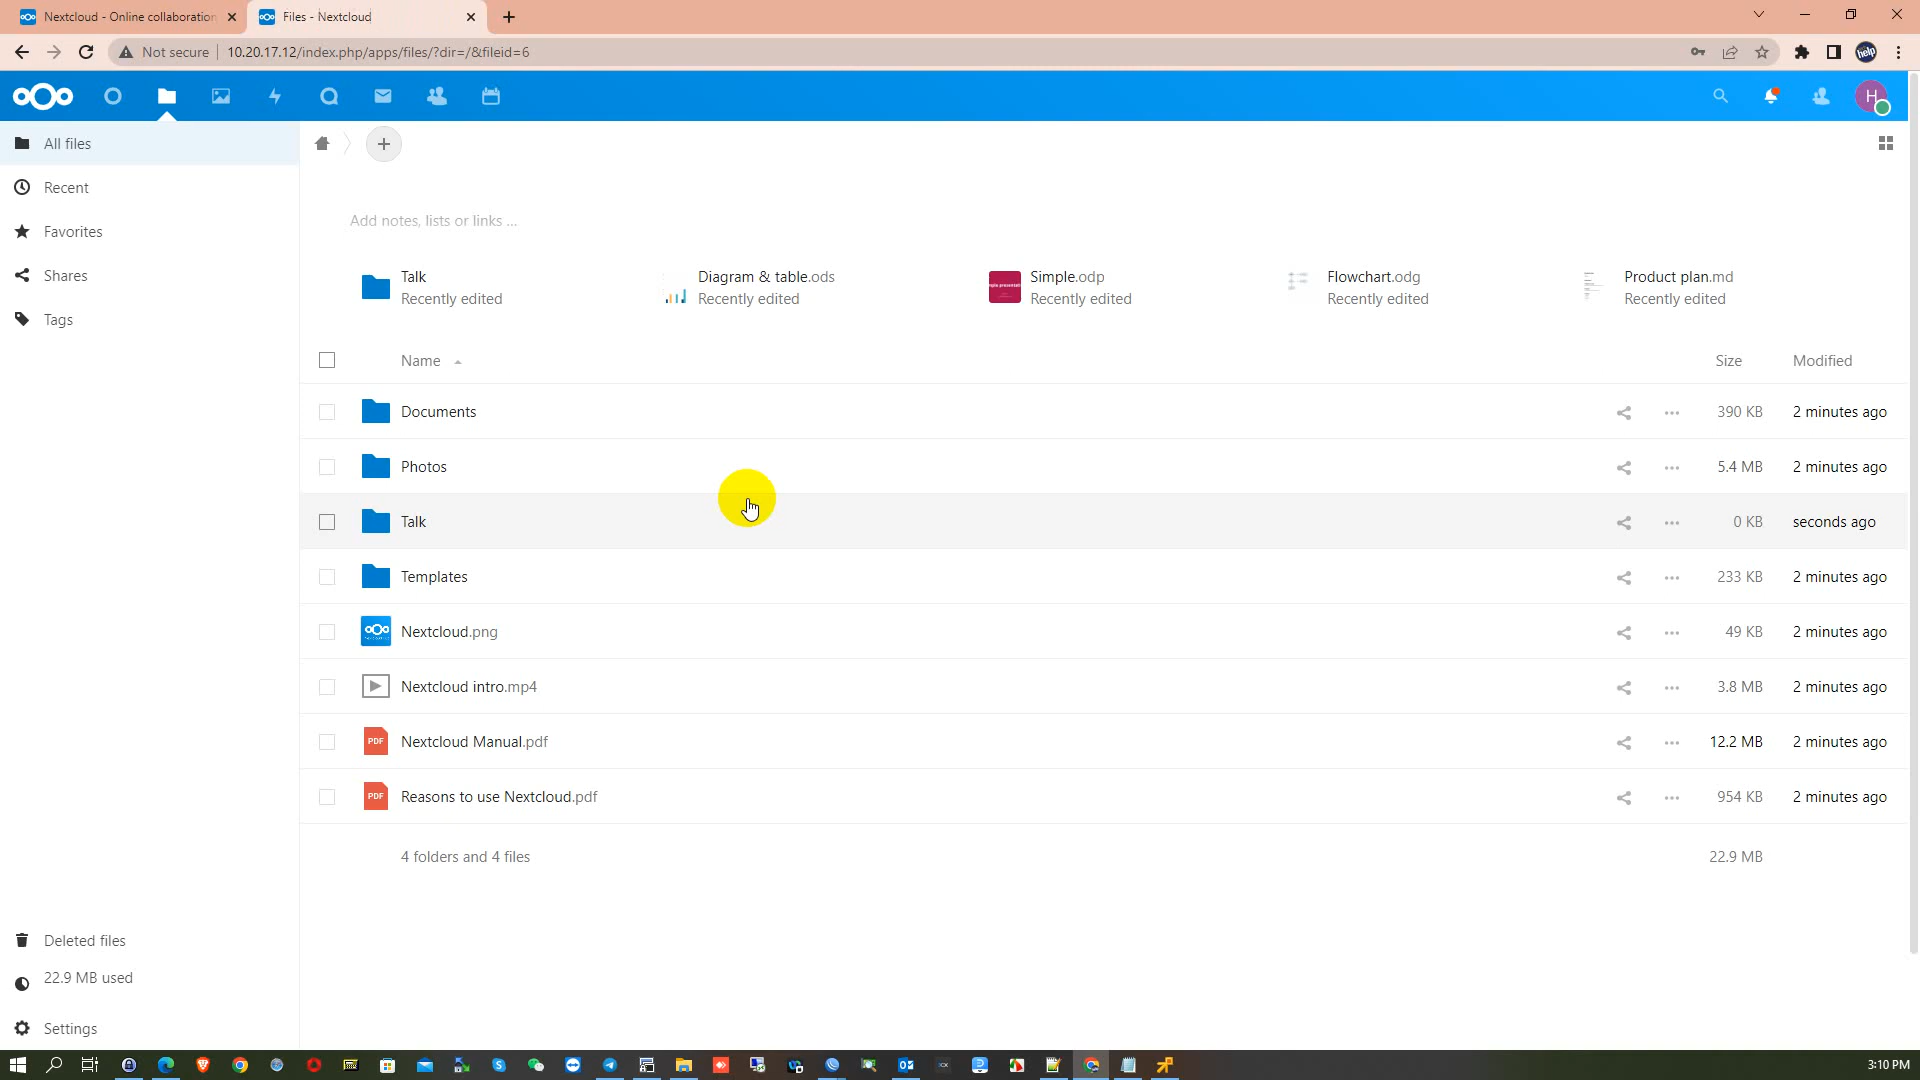 Nextcloud - Online collaboration
Files - Nextcloud
Not secure
10.20.17.12/index.php/apps/files/?dir=/&fileid=6
help
H
All files
Recent
Favorites
Shares
Tags
Add notes, lists or links ...
Talk
Recently edited
Diagram & table.ods
Recently edited
Simple.odp
Recently edited
Flowchart.odg
Recently edited
Product plan.md
Recently edited
Name
Size
Modified
Documents
390 KB
2 minutes ago
Photos
5.4 MB
2 minutes ago
Talk
0 KB
seconds ago
Templates
233 KB
2 minutes ago
Nextcloud.png
49 KB
2 minutes ago
Nextcloud intro.mp4
3.8 MB
2 minutes ago
PDF
Nextcloud Manual.pdf
12.2 MB
2 minutes ago
PDF
Reasons to use Nextcloud.pdf
954 KB
2 minutes ago
4 folders and 4 files
22.9 MB
Deleted files
22.9 MB used
Settings
3:10 PM